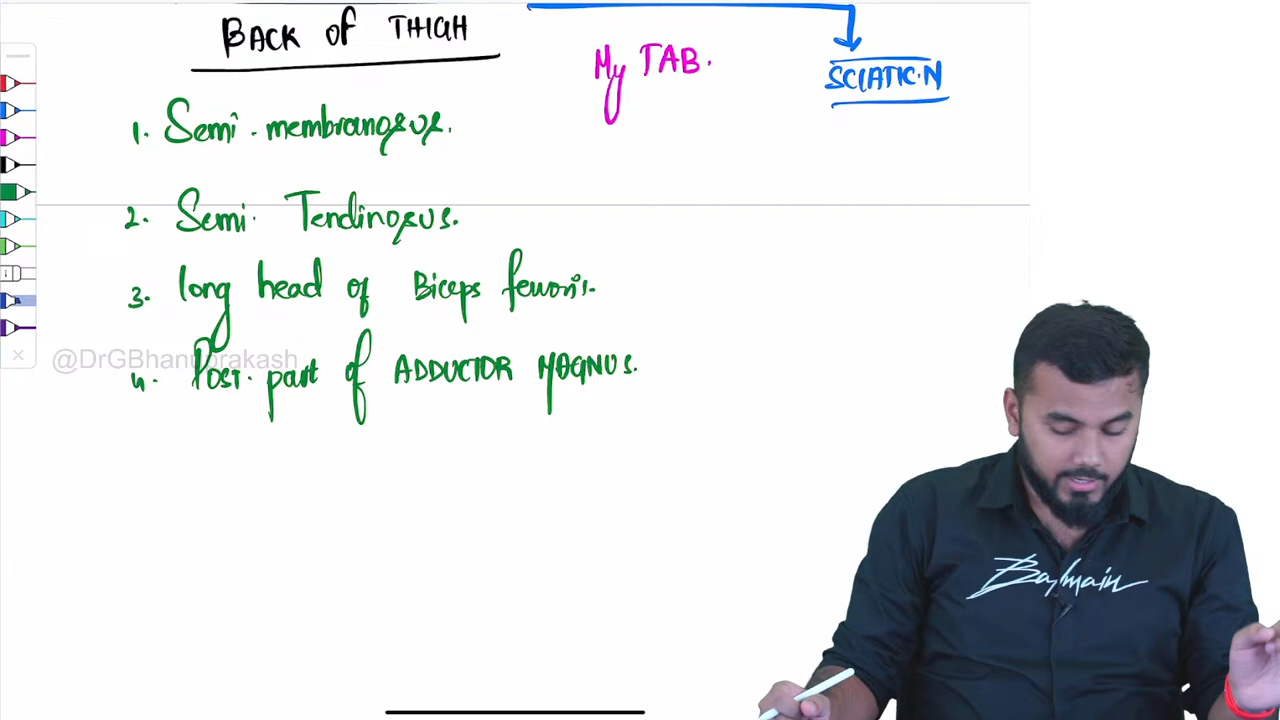 BACK OF THIGH
My TAB.
SCIATIC.N
1. Semi-membranosus.
2. Semi. Tendinosus.
3. long head of Biceps femoris.
@DrGBhanuprakash
4. Post. part of ADDUCTOR MAGNUS.
Balmain